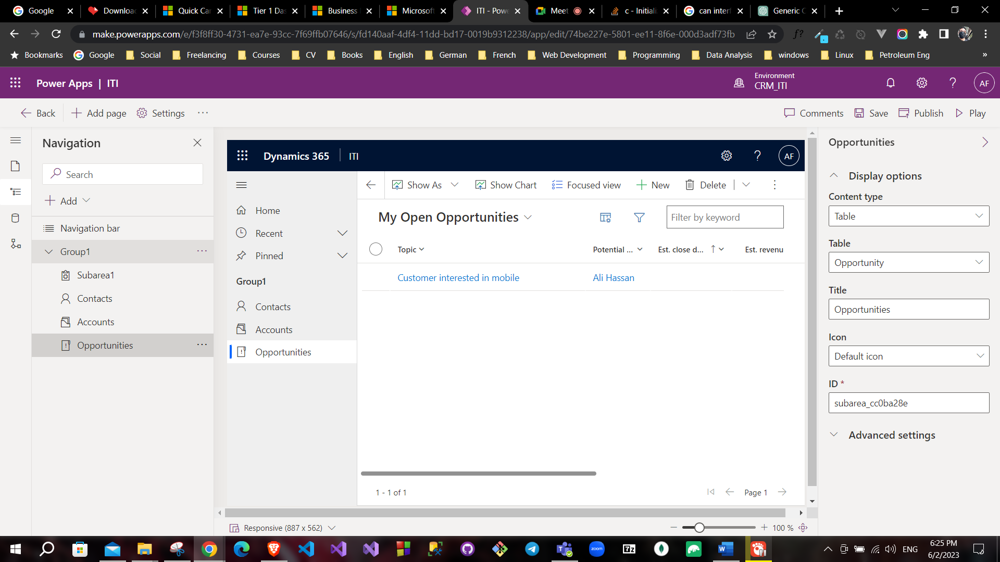 Google
Downloa
Quick Car
Tier 1 Das
Business
Microsoft
ITI - Powe
Meet
c - Initiali
can interf
Generic C
make.powerapps.com/e/f3f8ff30-4731-ea7e-93cc-7f69ffb07646/s/fd140aaf-4df4-11dd-bd17-0019b9312238/app/edit/74be227e-5801-ee11-8f6e-000d3adf73fb
f?
Bookmarks
Google
Social
Freelancing
Courses
CV
Books
English
German
French
Web Development
Programming
Data Analysis
windows
Linux
Petroleum Eng
»
Power Apps | ITI
Environment
CRM_ITI
AF
Back
Add page
Settings
Comments
Save
Publish
Play
Navigation
Search
Add
Navigation bar
Group1
Subarea1
Contacts
Accounts
Opportunities
Dynamics 365
ITI
AF
Home
Recent
Pinned
Group1
Contacts
Accounts
Opportunities
Show As
Show Chart
Focused view
New
Delete
My Open Opportunities
Filter by keyword
Topic
Potential ...
Est. close d...
Est. revenu
Customer interested in mobile
Ali Hassan
1 - 1 of 1
Page 1
Responsive (887 x 562)
100 %
Opportunities
Display options
Content type
Table
Table
Opportunity
Title
Opportunities
Icon
Default icon
ID *
subarea_cc0ba28e
Advanced settings
zoom
7z
ENG
6:25 PM
6/2/2023